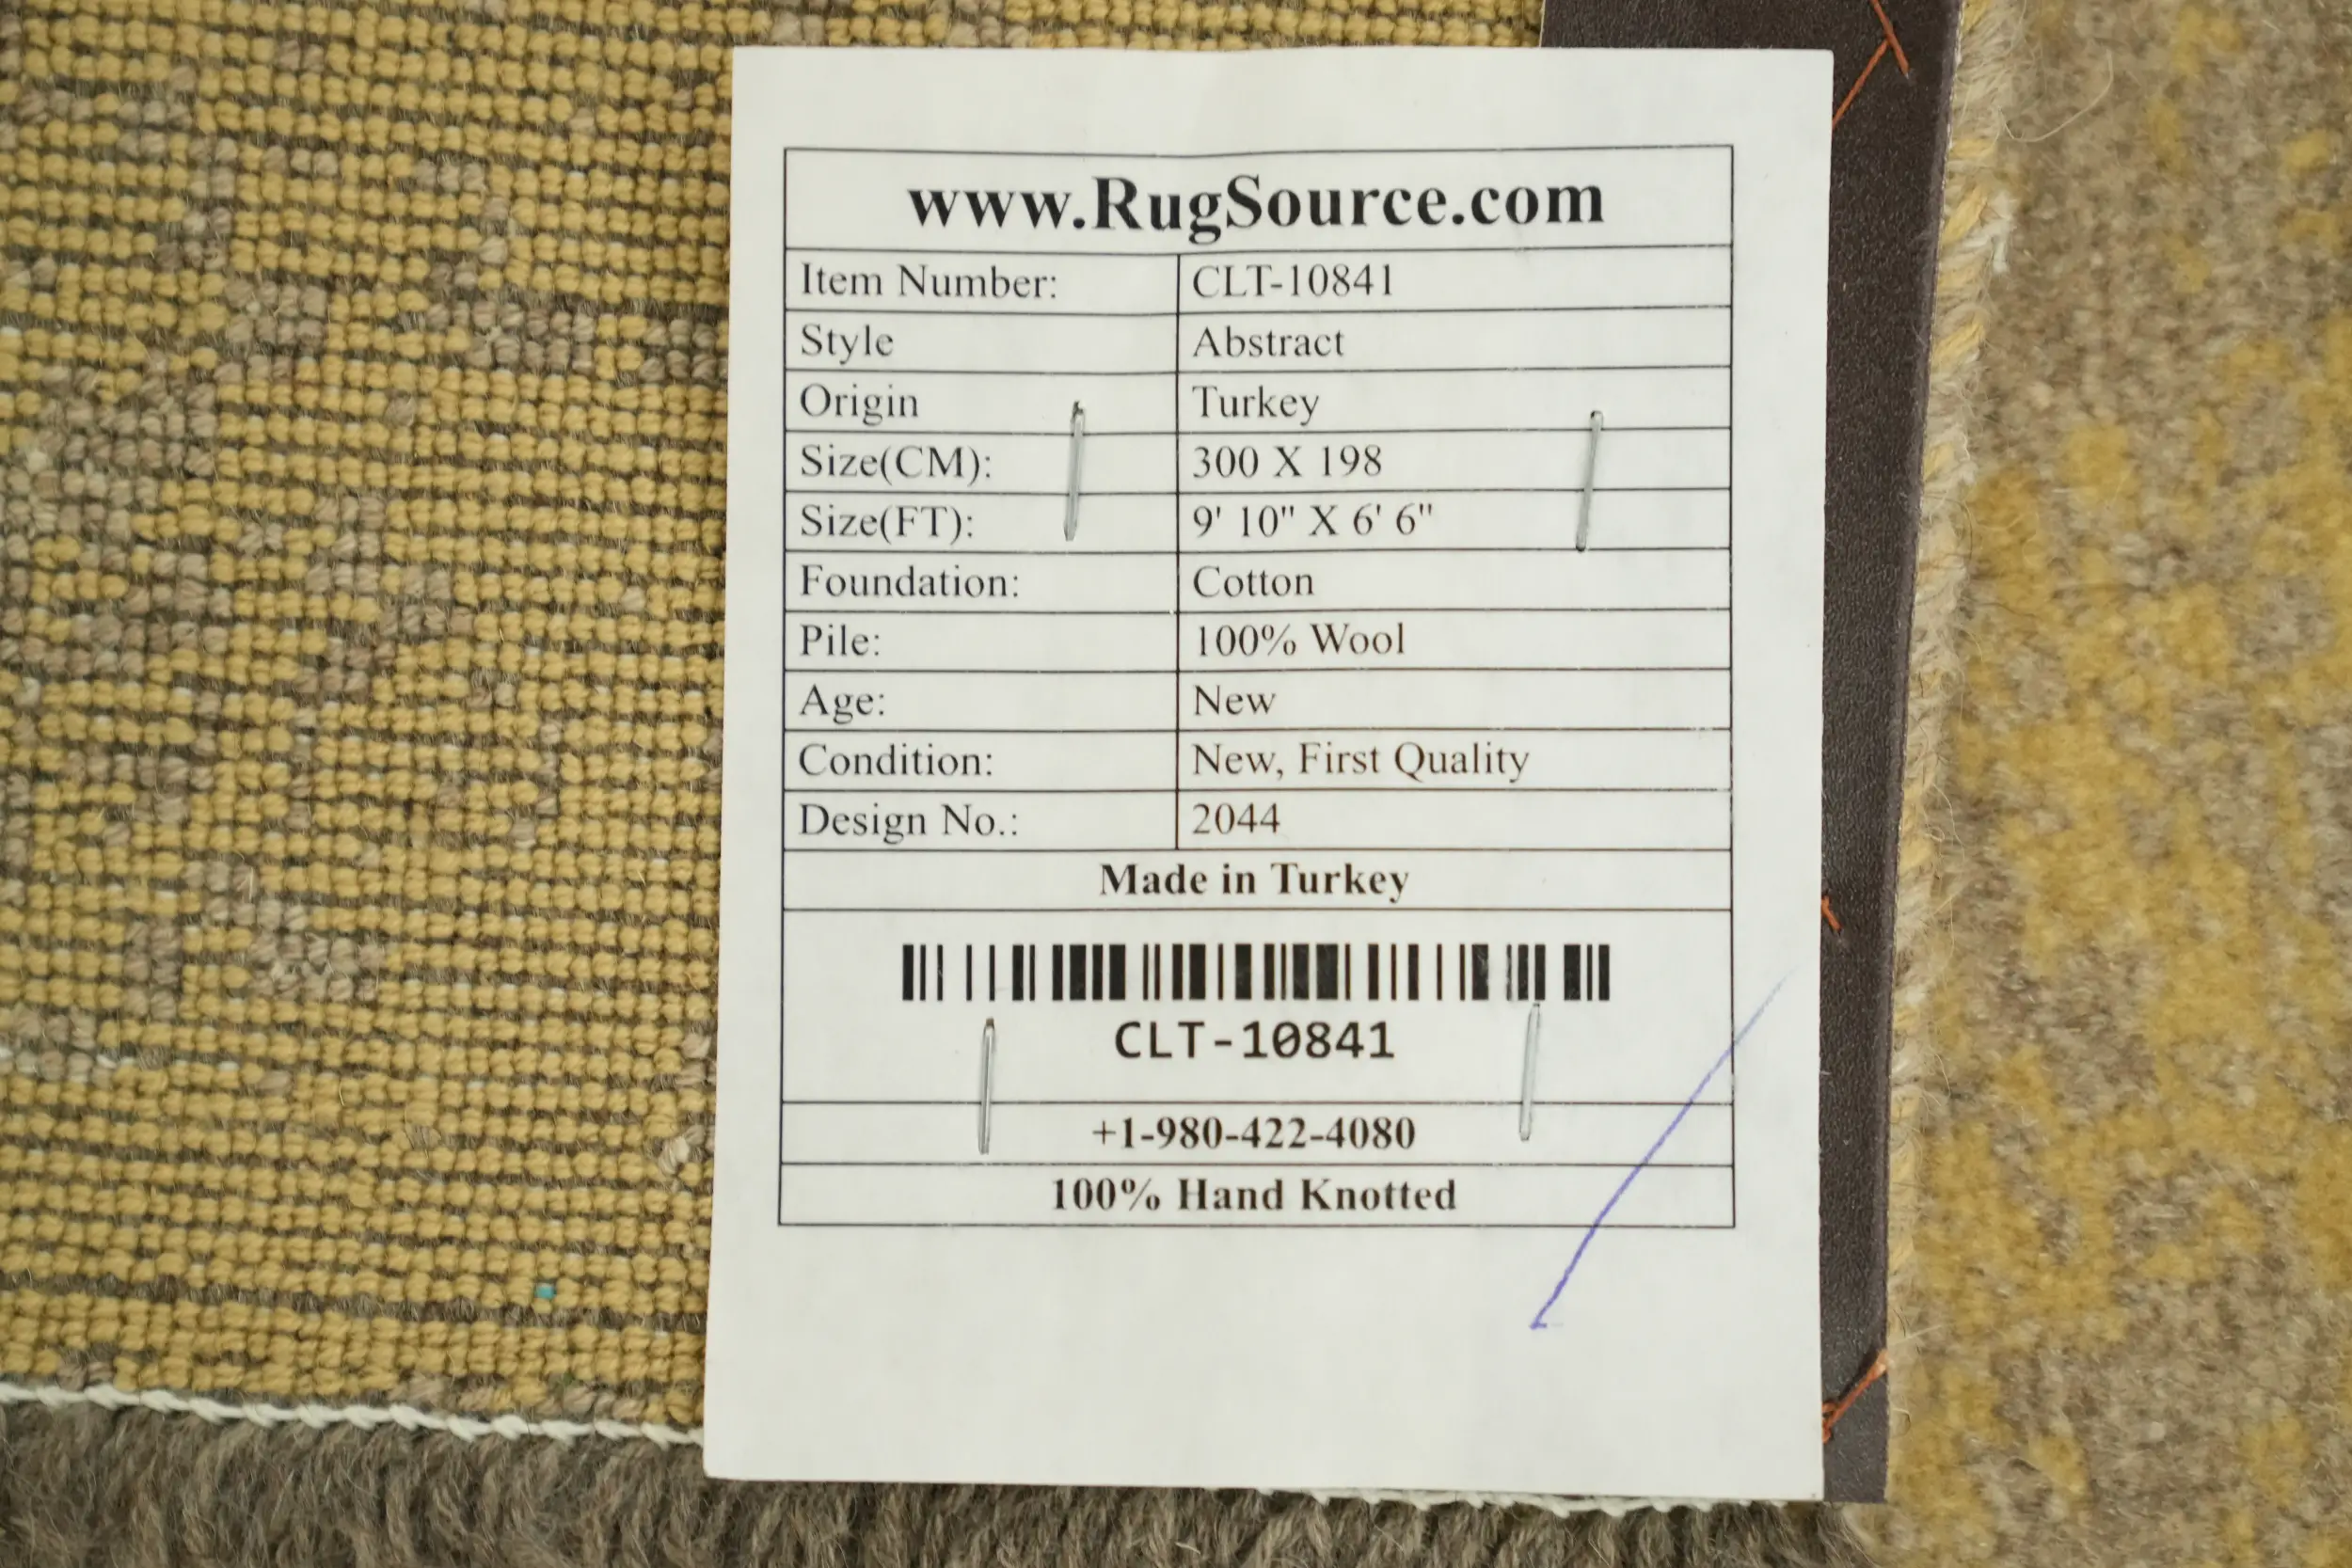 www.RugSource.com
Item Number: CLT-10841
Style Abstract
Origin Turkey
Size(CM): 300 X 198
Size(FT): 9' 10" X 6' 6"
Foundation: Cotton
Pile: 100% Wool
Age: New
Condition: New, First Quality
Design No.: 2044
Made in Turkey
CLT-10841
+1-980-422-4080
100% Hand Knotted